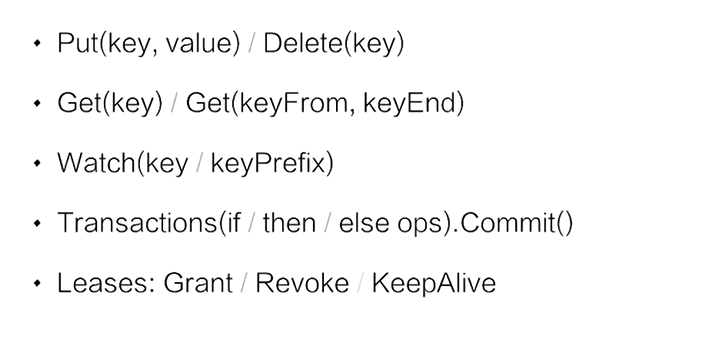 • Put(key, value) / Delete(key)
• Get(key) / Get(keyFrom, keyEnd)
• Watch(key / keyPrefix)
• Transactions(if / then / else ops).Commit()
• Leases: Grant / Revoke / KeepAlive